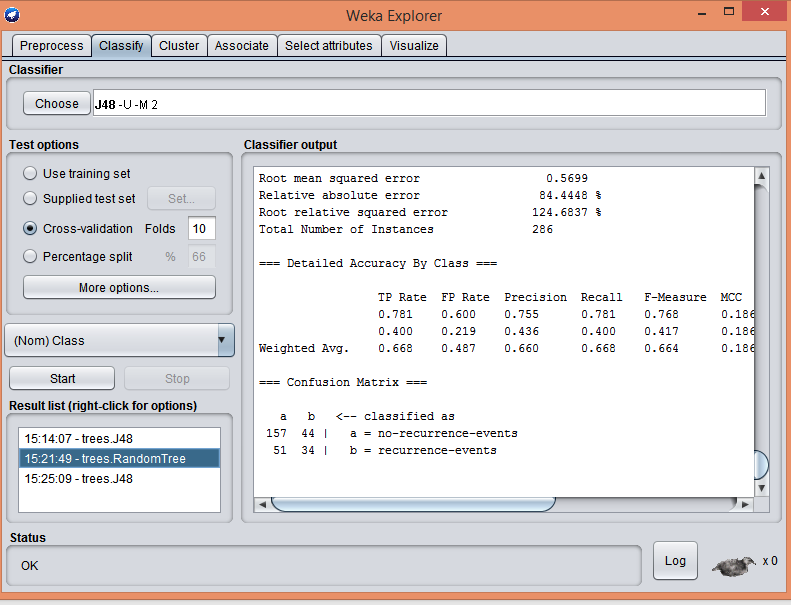 Weka Explorer
Preprocess Classify Cluster Associate Select attributes Visualize
Classifier
Choose J48 -U -M 2
Test options
Use training set
Supplied test set Set...
Cross-validation Folds 10
Percentage split % 66
More options...
(Nom) Class
Start Stop
Result list (right-click for options)
15:14:07 - trees.J48
15:21:49 - trees.RandomTree
15:25:09 - trees.J48
Classifier output
Root mean squared error 0.5699
Relative absolute error 84.4448 %
Root relative squared error 124.6837 %
Total Number of Instances 286
=== Detailed Accuracy By Class ===
TP Rate FP Rate Precision Recall F-Measure MCC
0.781 0.600 0.755 0.781 0.768 0.186
0.400 0.219 0.436 0.400 0.417 0.186
Weighted Avg. 0.668 0.487 0.660 0.668 0.664 0.186
=== Confusion Matrix ===
a b <-- classified as
157 44 | a = no-recurrence-events
51 34 | b = recurrence-events
Status
OK
Log x 0